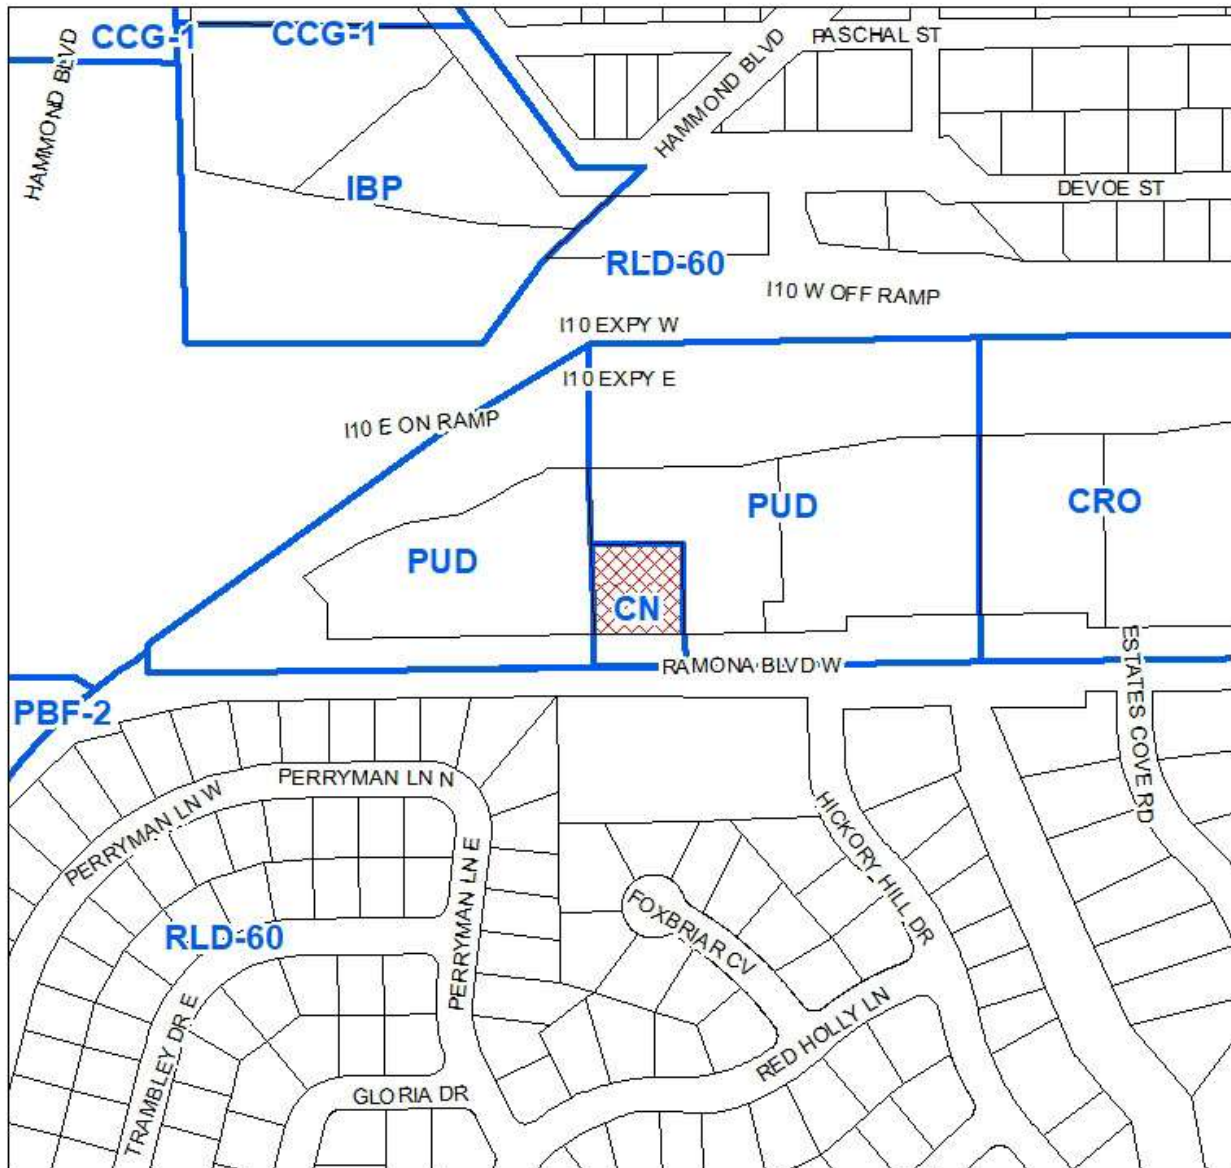 CCG-1
CCG-1
PASCHAL ST
HAMMOND BLVD
HAMMOND BLVD
IBP
DEVOE ST
RLD-60
I10 W OFF RAMP
I10 EXPY W
I10 EXPY E
I10 E ON RAMP
PUD
CRO
PUD
CN
RAMONA BLVD W
ESTATES COVE RD
PBF-2
PERRYMAN LN N
PERRYMAN LN W
HICKORY HILL DR
PERRYMAN LN E
FOXBRIAR CV
RLD-60
TRAMBLEY DR E
RED HOLLY LN
GLORIA DR